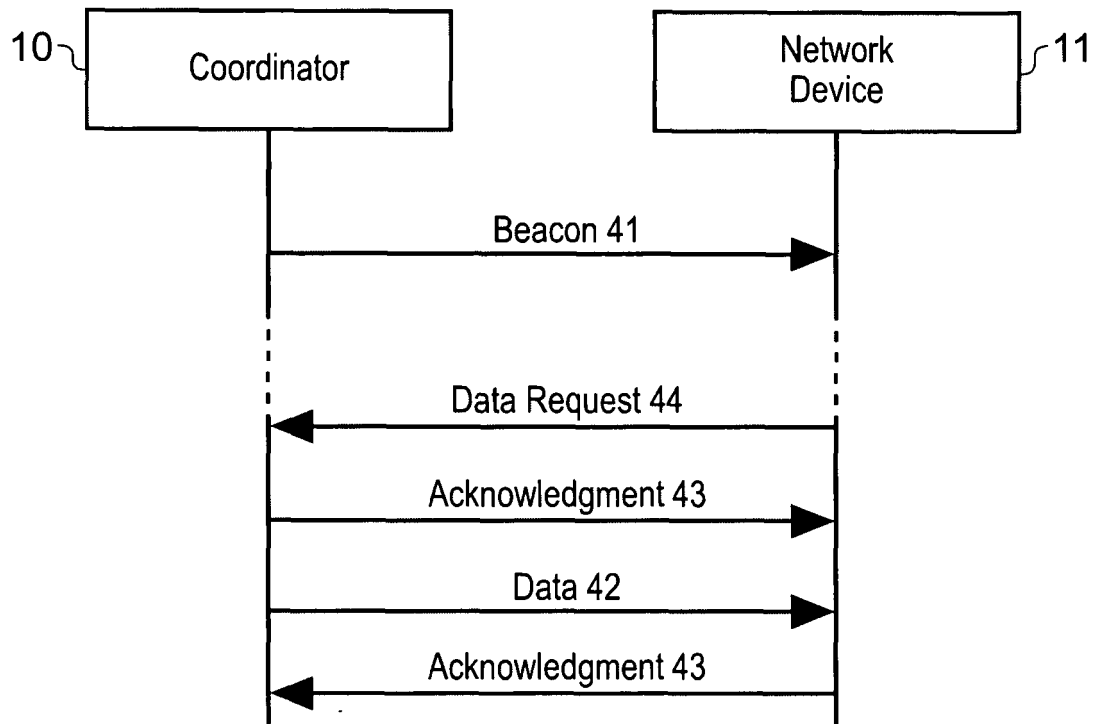 10
Coordinator
Network
Device
11
Beacon 41
Data Request 44
Acknowledgment 43
Data 42
Acknowledgment 43